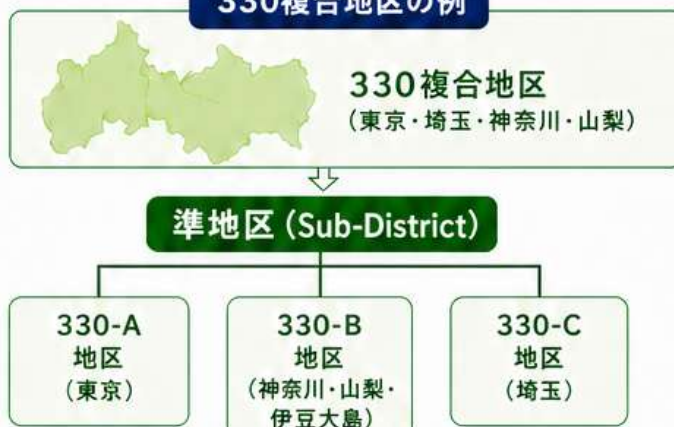 330複合地区の例
330複合地区
（東京・埼玉・神奈川・山梨）
準地区（Sub-District）
330-A
地区
（東京）
330-B
地区
（神奈川・山梨・
伊豆大島）
330-C
地区
（埼玉）